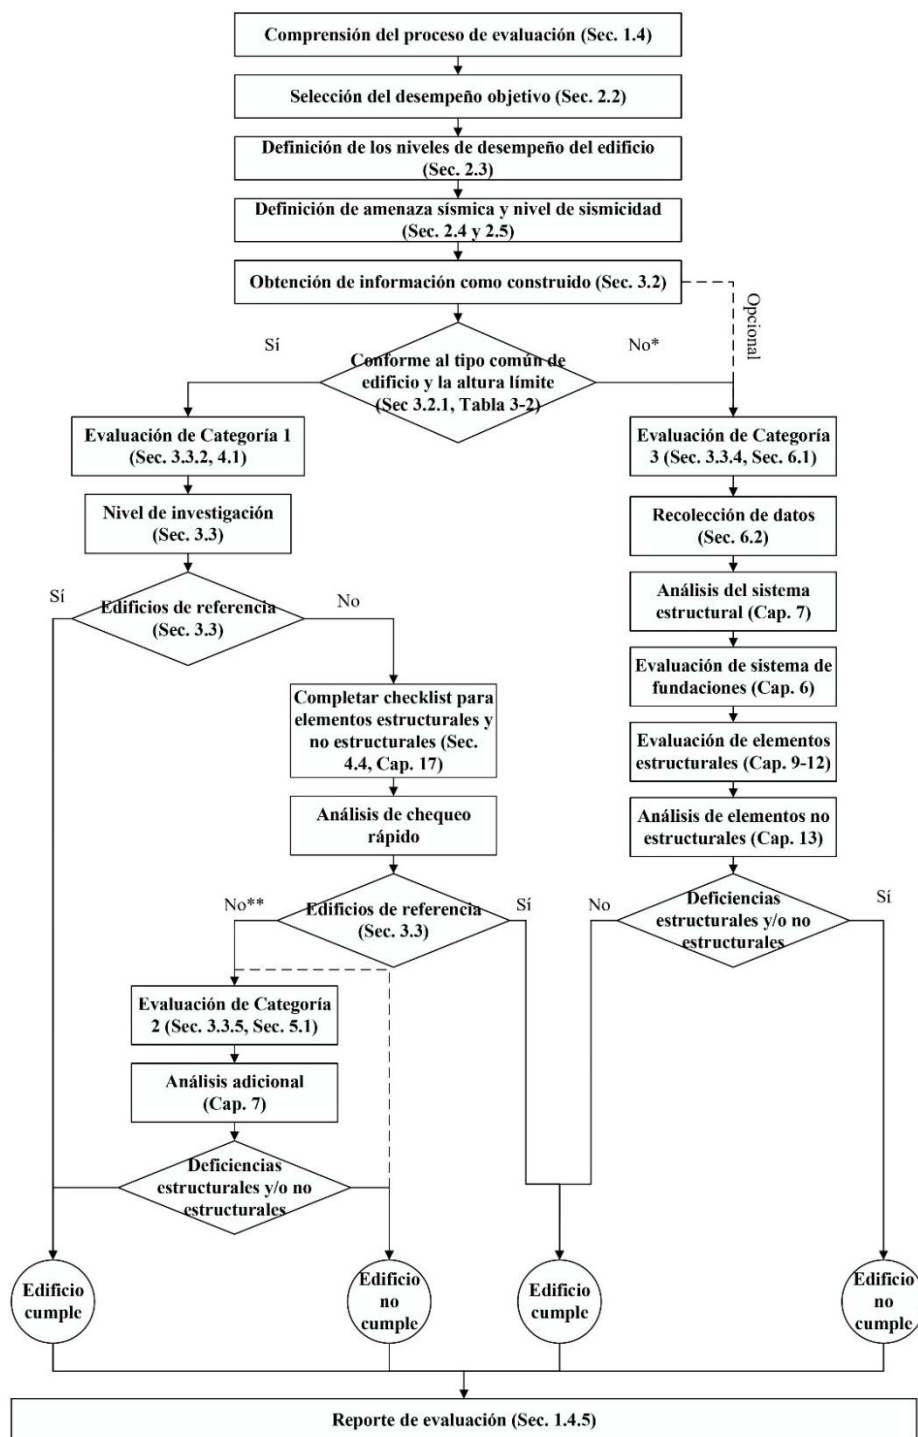 Comprensión del proceso de evaluación (Sec. 1.4)
Selección del desempeño objetivo (Sec. 2.2)
Definición de los niveles de desempeño del edificio
(Sec. 2.3)
Definición de amenaza sísmica y nivel de sismicidad
(Sec. 2.4 y 2.5)
Obtención de información como construido (Sec. 3.2)
Opcional
Sí
Conforme al tipo común de
edificio y la altura límite
(Sec 3.2.1, Tabla 3-2)
No*
Evaluación de Categoría 1
(Sec. 3.3.2, 4.1)
Nivel de investigación
(Sec. 3.3)
Sí
Edificios de referencia
(Sec. 3.3)
No
Completar checklist para
elementos estructurales y
no estructurales (Sec.
4.4, Cap. 17)
Análisis de chequeo
rápido
No**
Edificios de referencia
(Sec. 3.3)
Sí
Evaluación de Categoría
2 (Sec. 3.3.5, Sec. 5.1)
Análisis adicional
(Cap. 7)
Deficiencias
estructurales y/o no
estructurales
Evaluación de Categoría
3 (Sec. 3.3.4, Sec. 6.1)
Recolección de datos
(Sec. 6.2)
Análisis del sistema
estructural (Cap. 7)
Evaluación de sistema de
fundaciones (Cap. 6)
Evaluación de elementos
estructurales (Cap. 9-12)
Análisis de elementos no
estructurales (Cap. 13)
No
Deficiencias
estructurales y/o no
estructurales
Sí
Edificio
cumple
Edificio
no
cumple
Edificio
cumple
Edificio
no
cumple
Reporte de evaluación (Sec. 1.4.5)